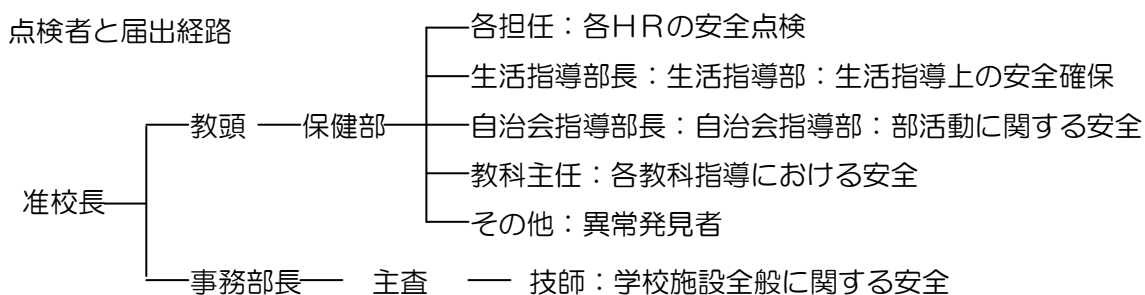 点検者と届出経路
各担任：各ＨＲの安全点検
生活指導部長：生活指導部：生活指導上の安全確保
教頭 保健部 自治会指導部長：自治会指導部：部活動に関する安全
教科主任：各教科指導における安全
准校長
その他：異常発見者
事務部長 主査 技師：学校施設全般に関する安全